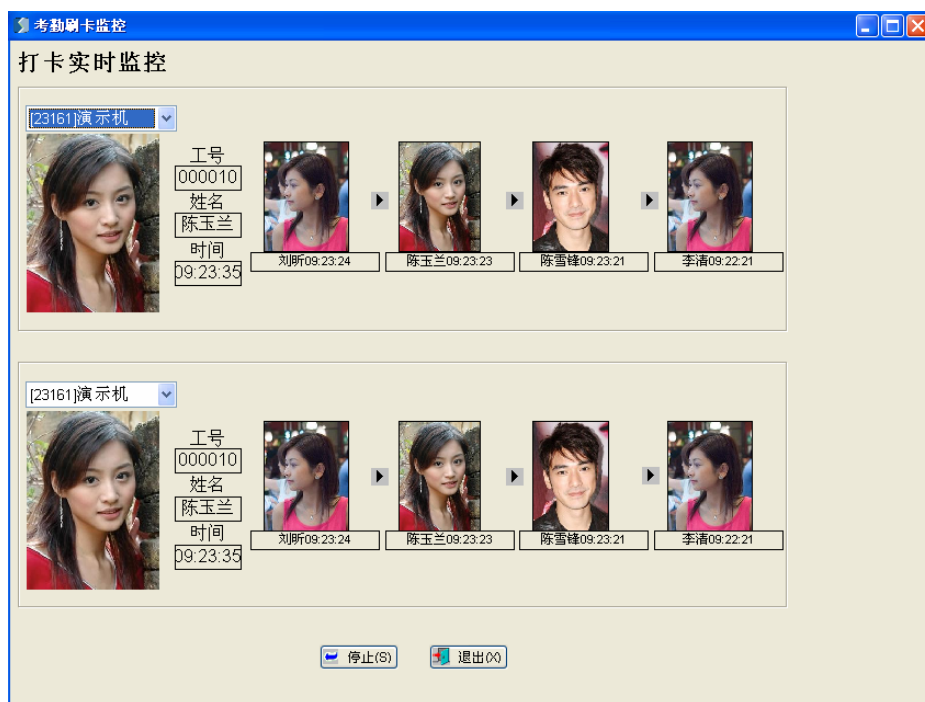 考勤刷卡监控
打卡实时监控
[23161]演示机
工号
000010
姓名
陈玉兰
时间
09:23:35
刘昕09:23:24
陈玉兰09:23:23
陈雪锋09:23:21
李清09:22:21
[23161]演示机
工号
000010
姓名
陈玉兰
时间
09:23:35
刘昕09:23:24
陈玉兰09:23:23
陈雪锋09:23:21
李清09:22:21
停止(S)
退出(X)